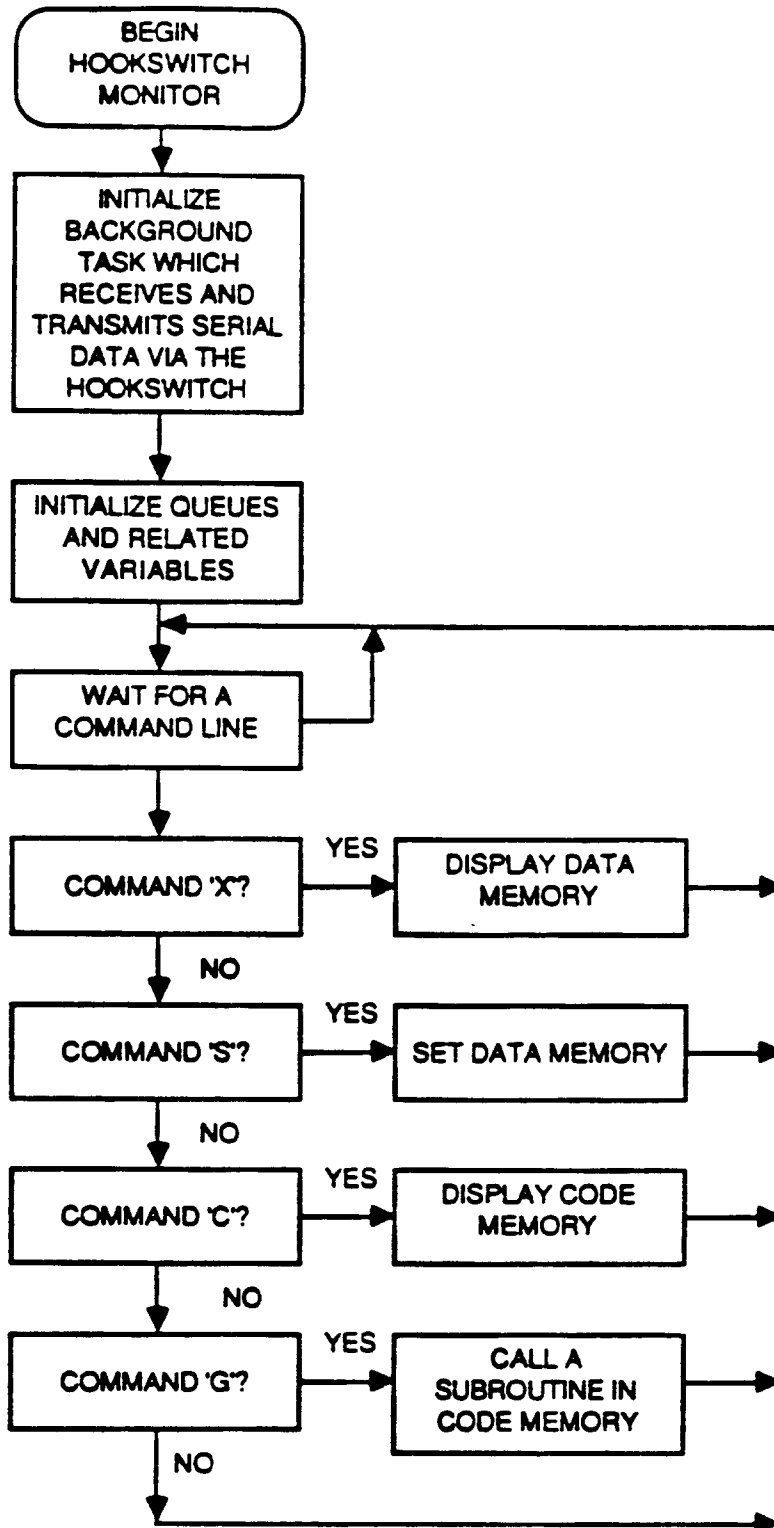 BEGIN
HOOKSWITCH
MONITOR
INITIALIZE
BACKGROUND
TASK WHICH
RECEIVES AND
TRANSMITS SERIAL
DATA VIA THE
HOOKSWITCH
INITIALIZE QUEUES
AND RELATED
VARIABLES
WAIT FOR A
COMMAND LINE
COMMAND 'X'?
YES
DISPLAY DATA
MEMORY
NO
COMMAND 'S'?
YES
SET DATA MEMORY
NO
COMMAND 'C'?
YES
DISPLAY CODE
MEMORY
NO
COMMAND 'G'?
YES
CALL A
SUBROUTINE IN
CODE MEMORY
NO